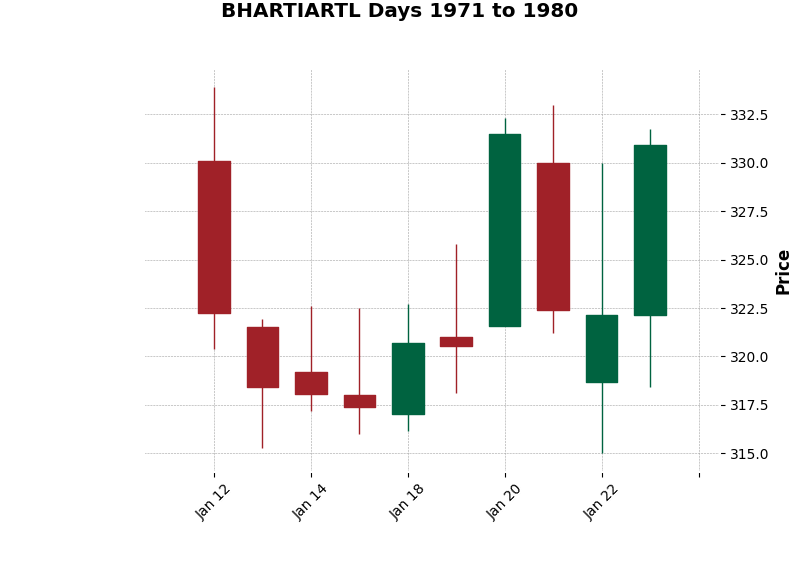 BHARTIARTL Days 1971 to 1980
332.5
330.0
327.5
325.0
322.5
320.0
317.5
315.0
Price
Jan 12
Jan 14
Jan 18
Jan 20
Jan 22